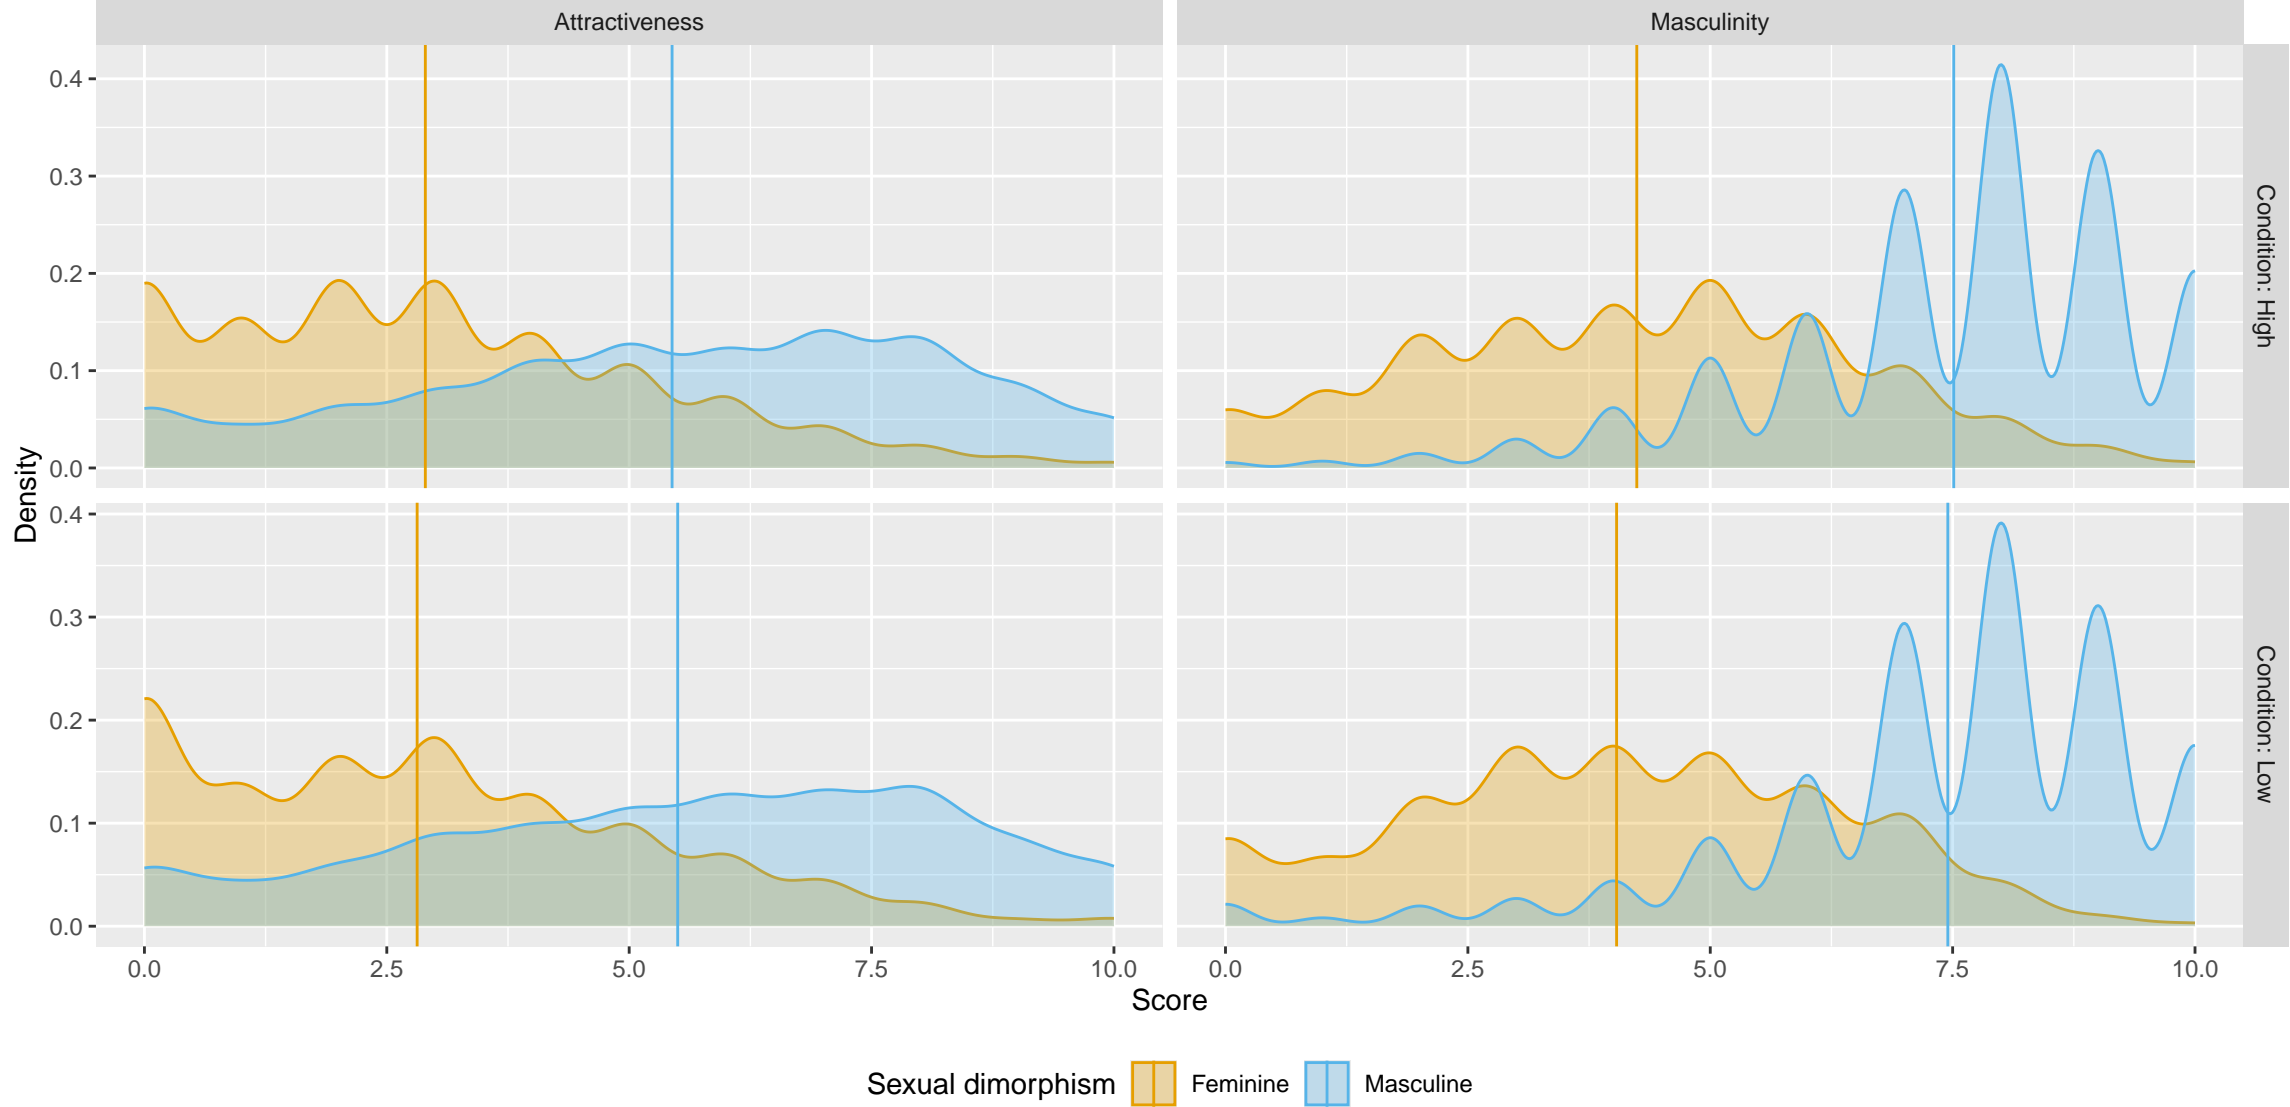 Attractiveness Masculinity
0.4
0.3
0.2
0.1
0.0
Condition: High
Density
0.4
0.3
0.2
0.1
0.0
Condition: Low
0.0 2.5 5.0 7.5 10.0 0.0 2.5 5.0 7.5 10.0
Score
Sexual dimorphism Feminine Masculine